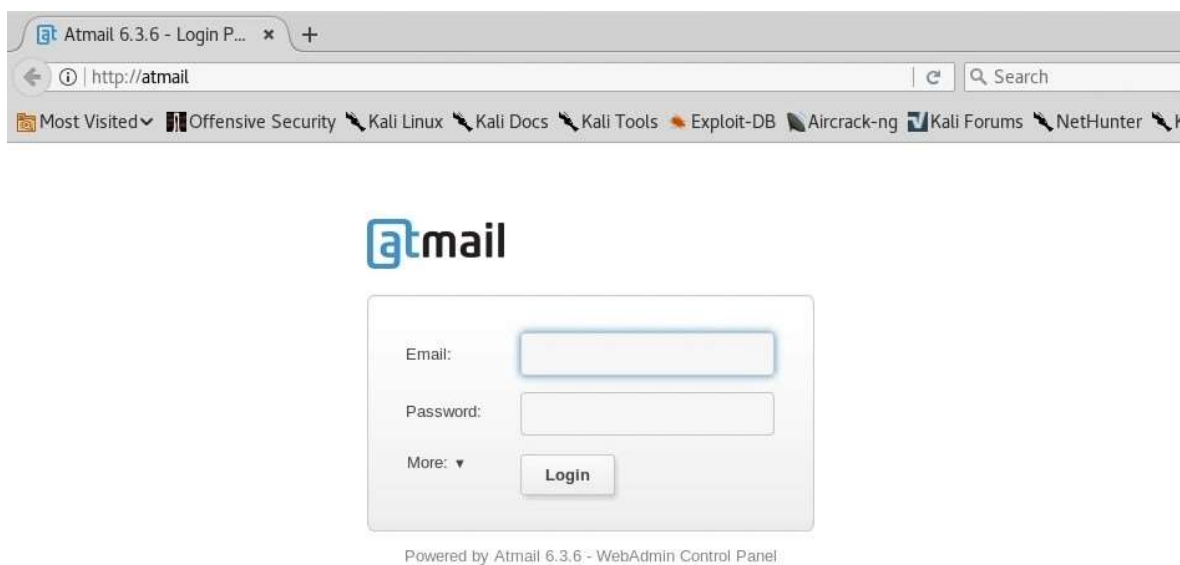 at Atmail 6.3.6 - Login P... × +
http://atmail Search
Most Visited Offensive Security Kali Linux Kali Docs Kali Tools Exploit-DB Aircrack-ng Kali Forums NetHunter K
atmail
Email:
Password:
More: ▾ Login
Powered by Atmail 6.3.6 - WebAdmin Control Panel